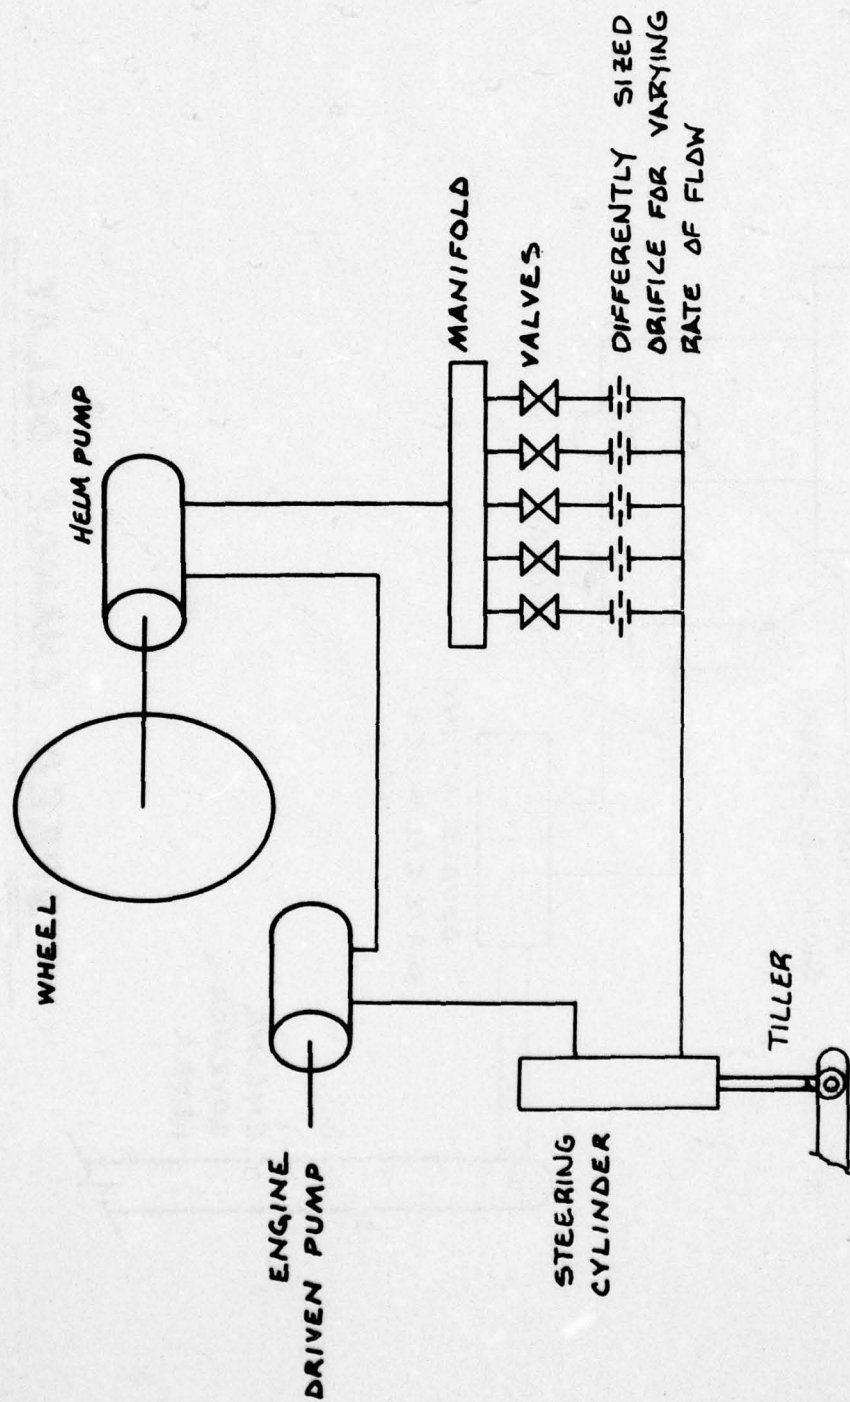 WHEEL
HELM PUMP
ENGINE
DRIVEN PUMP
MANIFOLD
VALVES
DIFFERENTLY SIZED
ORIFICE FOR VARYING
RATE OF FLOW
STEERING
CYLINDER
TILLER